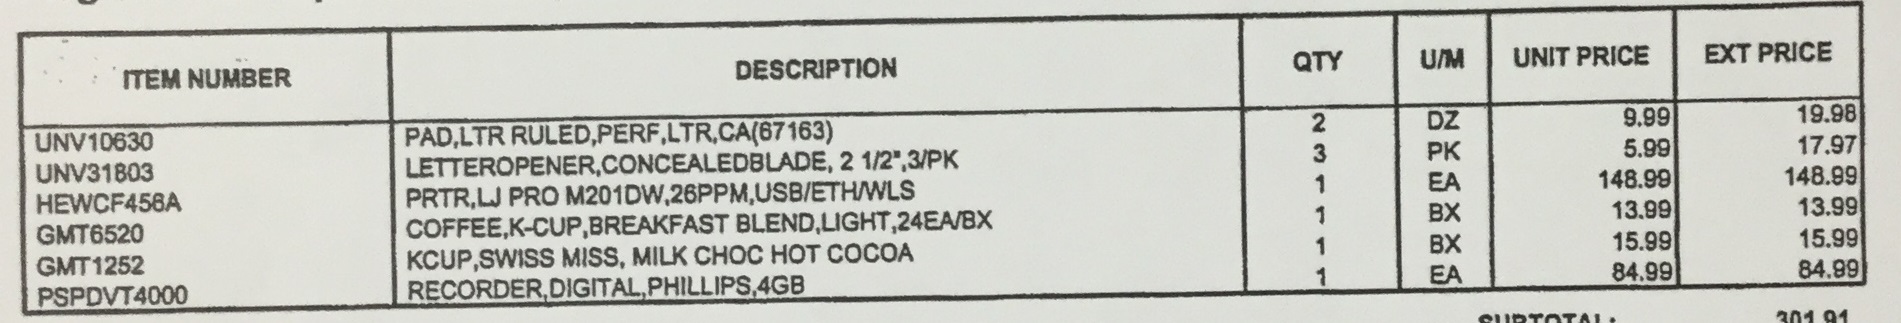 ITEM NUMBER DESCRIPTION QTY U/M UNIT PRICE EXT PRICE
UNV10630 PAD,LTR RULED,PERF,LTR,CA(67163) 2 DZ 9.99 19.98
UNV31803 LETTEROPENER,CONCEALEDBLADE, 2 1/2",3/PK 3 PK 5.99 17.97
HEWCF456A PRTR,LJ PRO M201DW,26PPM,USB/ETH/WLS 1 EA 148.99 148.99
GMT6520 COFFEE,K-CUP,BREAKFAST BLEND,LIGHT,24EA/BX 1 BX 13.99 13.99
GMT1252 KCUP,SWISS MISS, MILK CHOC HOT COCOA 1 BX 15.99 15.99
PSPDVT4000 RECORDER,DIGITAL,PHILLIPS,4GB 1 EA 84.99 84.99
SUBTOTAL: 301.91